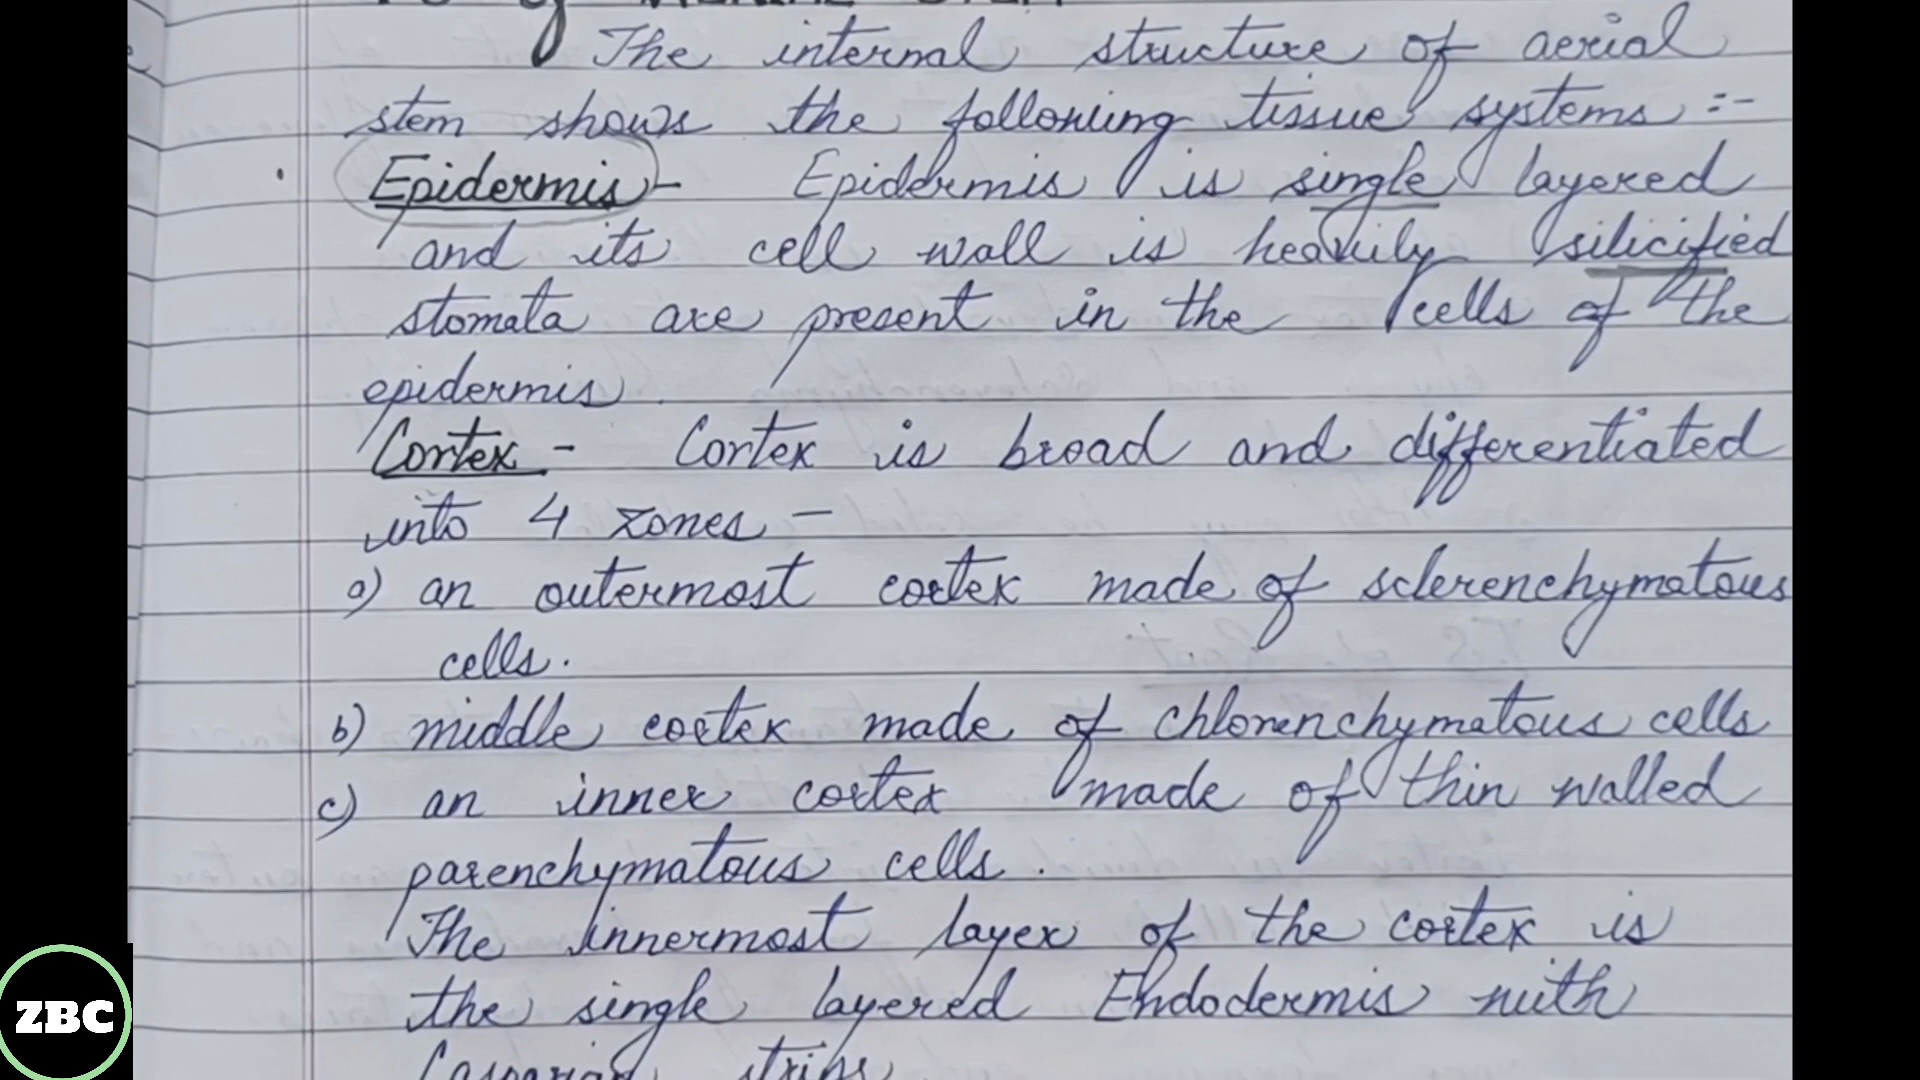 The internal structure of aerial
stem shows the following tissue systems :-
Epidermis - Epidermis is single layered
and its cell wall is heavily silicified
stomata are present in the cells of the
epidermis.
Cortex - Cortex is broad and differentiated
into 4 zones -
a) an outermost cortex made of sclerenchymatous
cells.
b) middle cortex made of chlorenchymatous cells
c) an inner cortex made of thin walled
parenchymatous cells.
The innermost layer of the cortex is
the single layered Endodermis with
Casparian strips
ZBC